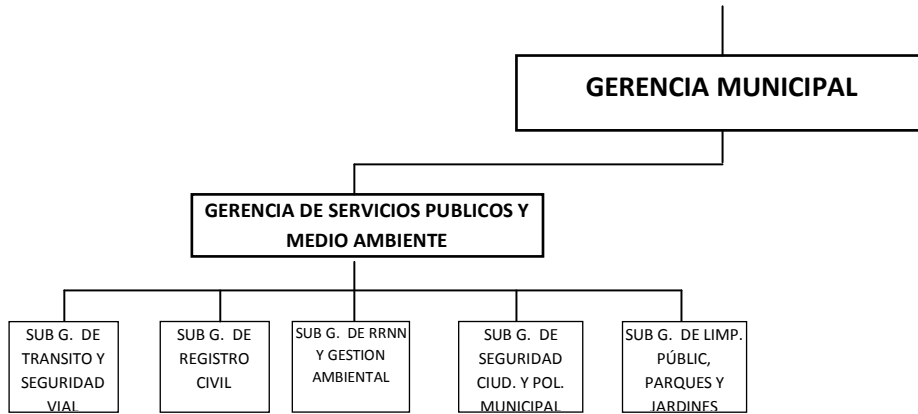 GERENCIA MUNICIPAL
GERENCIA DE SERVICIOS PUBLICOS Y
MEDIO AMBIENTE
SUB G. DE
TRANSITO Y
SEGURIDAD
VIAL
SUB G. DE
REGISTRO
CIVIL
SUB G. DE RRNN
Y GESTION
AMBIENTAL
SUB G. DE
SEGURIDAD
CIUD. Y POL.
MUNICIPAL
SUB G. DE LIMP.
PÚBLIC,
PARQUES Y
JARDINES